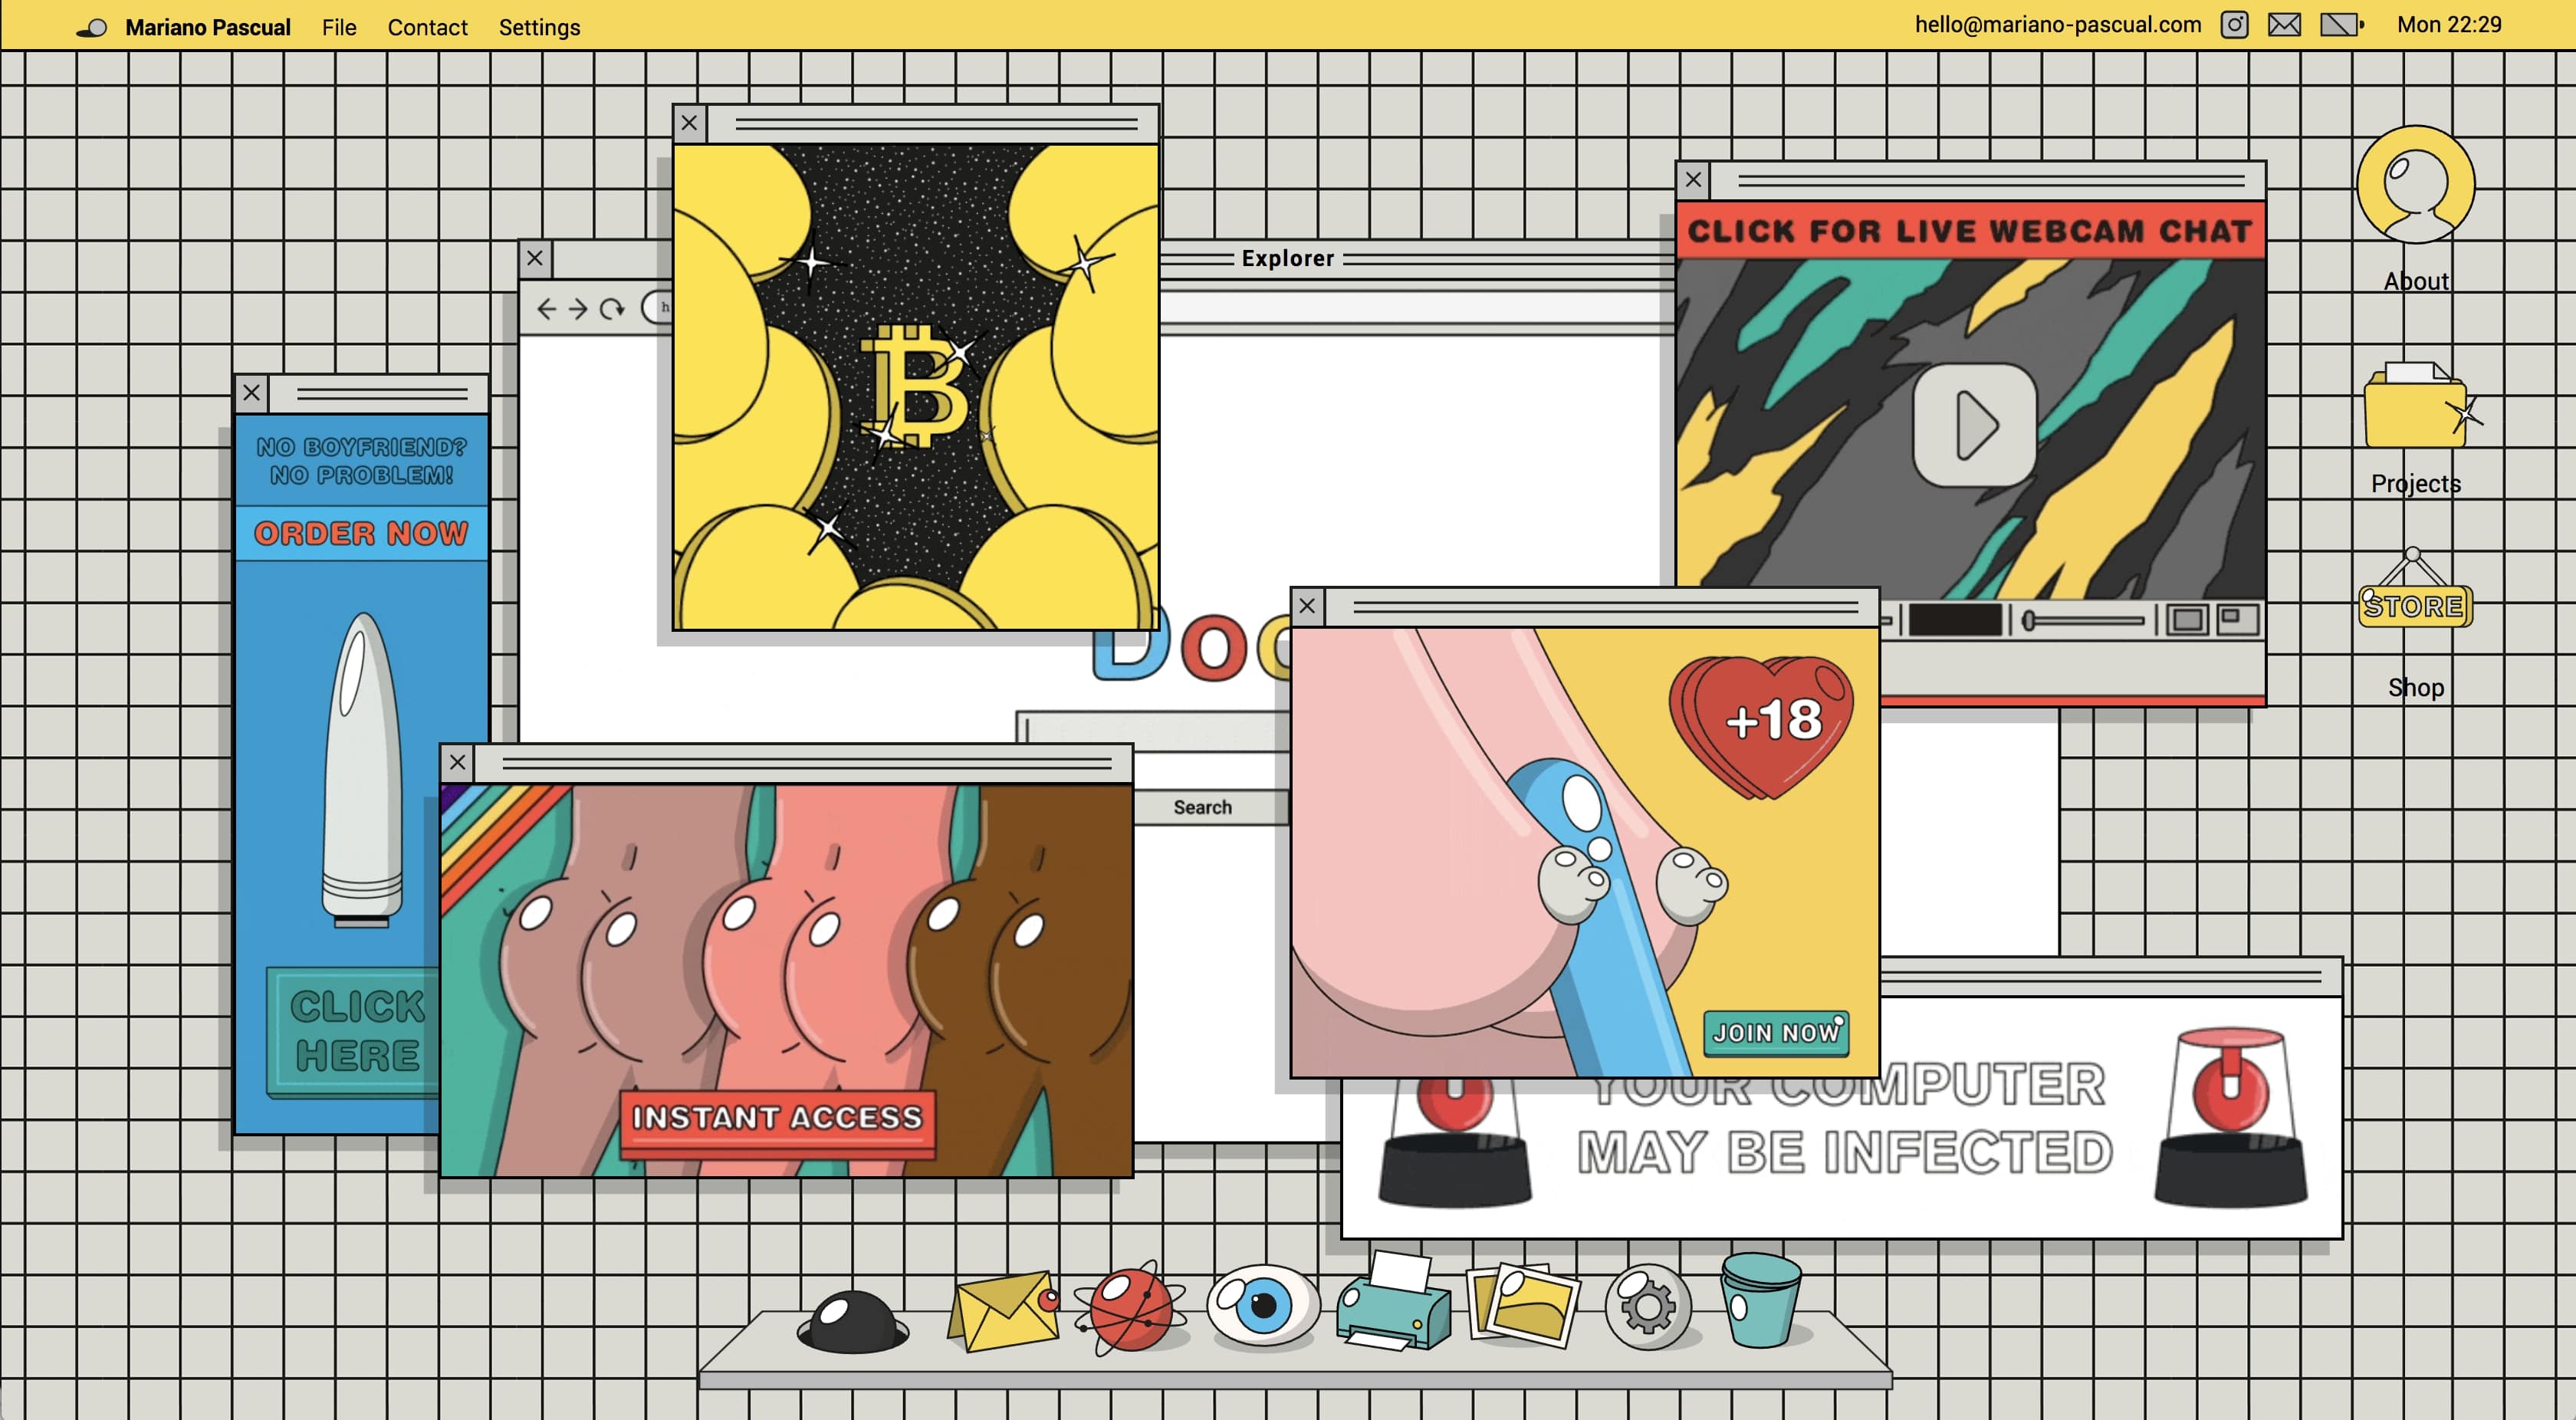 Mariano Pascual File Contact Settings
hello@mariano-pascual.com Mon 22:29
Explorer
h
CLICK FOR LIVE WEBCAM CHAT
About
Projects
STORE
Shop
NO BOYFRIEND?
NO PROBLEM!
ORDER NOW
CLICK
HERE
Doo
Search
+18
JOIN NOW
INSTANT ACCESS
YOUR COMPUTER
MAY BE INFECTED